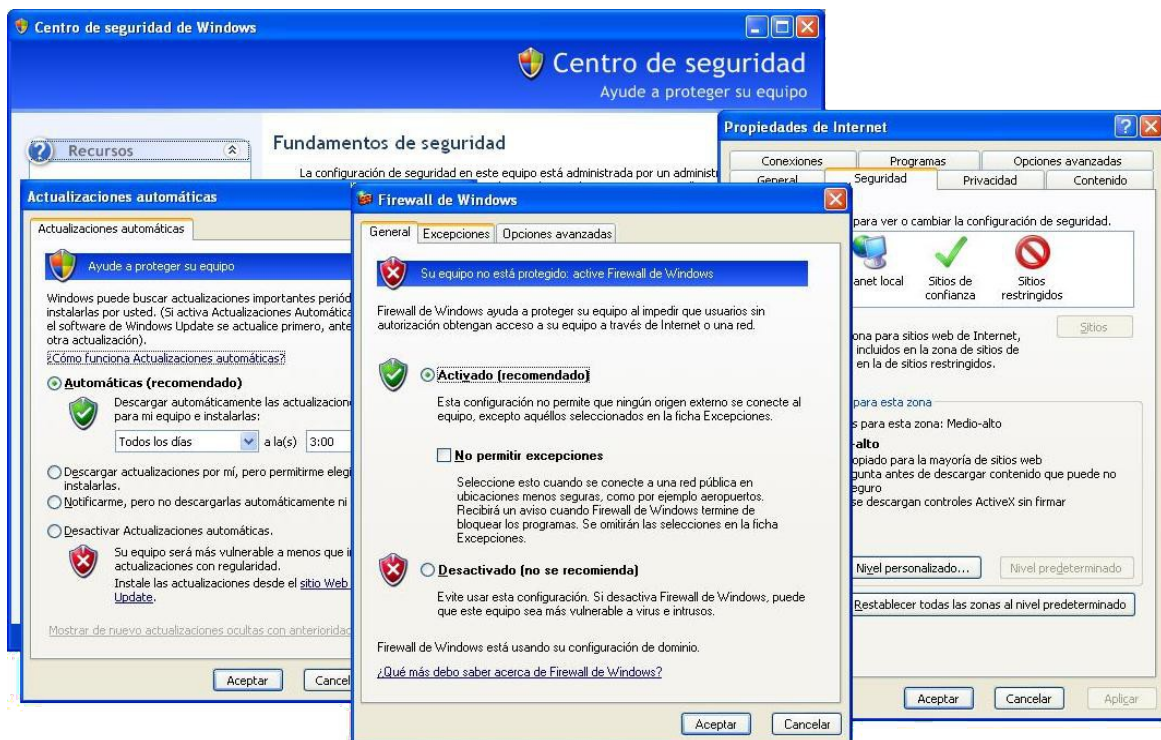 Centro de seguridad de Windows
Centro de seguridad
Ayude a proteger su equipo
Recursos
Fundamentos de seguridad
La configuración de seguridad en este equipo está administrada por un
Actualizaciones automáticas
Actualizaciones automáticas
Ayude a proteger su equipo
Windows puede buscar actualizaciones importantes
instalarlas por usted. (Si activa Actualizaciones
el software de Windows Update se actualice primero,
otra actualización).
¿Cómo funciona Actualizaciones automáticas?
Automáticas (recomendado)
Descargar automáticamente las
para mi equipo e instalarlas:
Todos los días a la(s) 3:00
Descargar actualizaciones por mí, pero permitirme
instalarlas.
Notificarme, pero no descargarlas automáticamente ni
Desactivar Actualizaciones automáticas.
Su equipo será más vulnerable a menos que
actualizaciones con regularidad.
Instale las actualizaciones desde el sitio Web
Update.
Mostrar de nuevo actualizaciones ocultas con
Aceptar
Firewall de Windows
General
Excepciones
Opciones avanzadas
Su equipo no está protegido: active Firewall de Windows
Firewall de Windows ayuda a proteger su equipo al impedir que usuarios sin
autorización obtengan acceso a su equipo a través de Internet o una red.
Activado (recomendado)
Esta configuración no permite que ningún origen externo se conecte al
equipo, excepto aquéllos seleccionados en la ficha Excepciones.
No permitir excepciones
Seleccione esto cuando se conecte a una red pública en
ubicaciones menos seguras, como por ejemplo aeropuertos.
Recibirá un aviso cuando Firewall de Windows termine de
bloquear los programas. Se omitirán las selecciones en la ficha
Excepciones.
Desactivado (no se recomienda)
Evite usar esta configuración. Si desactiva Firewall de Windows, puede
que este equipo sea más vulnerable a virus e intrusos.
Firewall de Windows está usando su configuración de dominio.
¿Qué más debo saber acerca de Firewall de Windows?
Aceptar
Cancelar
Propiedades de Internet
Conexiones
Programas
Opciones avanzadas
General
Seguridad
Privacidad
Contenido
para ver o cambiar la configuración de seguridad.
local
Sitios de
confianza
Sitios
restringidos
para sitios web de Internet,
incluidos en la zona de sitios de
en la de sitios restringidos.
Sitios
para esta zona
para esta zona: Medio-alto
-alto
para la mayoría de sitios web
antes de descargar contenido que puede no
se descargan controles ActiveX sin firmar
Nivel personalizado...
Nivel predeterminado
Restablecer todas las zonas al nivel predeterminado
Aceptar
Cancelar
Aplicar